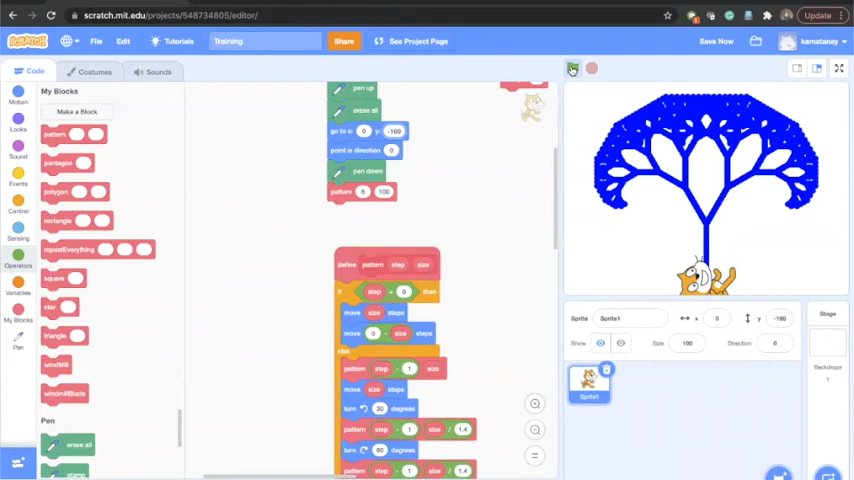 scratch.mit.edu/projects/548734805/editor/
Update
SCRATCH
File Edit Tutorials Training Share See Project Page Save Now kamatanay
Code Costumes Sounds
Motion
Looks
Sound
Events
Control
Sensing
Operators
Variables
My Blocks
Pen
My Blocks
Make a Block
pattern
pentagon
polygon
rectangle
repeatEverything
square
star
triangle
windMill
windmillBlade
Pen
erase all
stamp
pen up
erase all
go to x: 0 y: -160
point in direction 0
pen down
pattern 8 100
define pattern step size
if step = 0 then
move size steps
move 0 - size steps
else
pattern step - 1 size
move size steps
turn 30 degrees
pattern step - 1 size / 1.4
turn 60 degrees
pattern step - 1 size / 1.4
Sprite Sprite1 x 0 y -160
Show Size 100 Direction 0
Sprite1
Stage
Backdrops
1